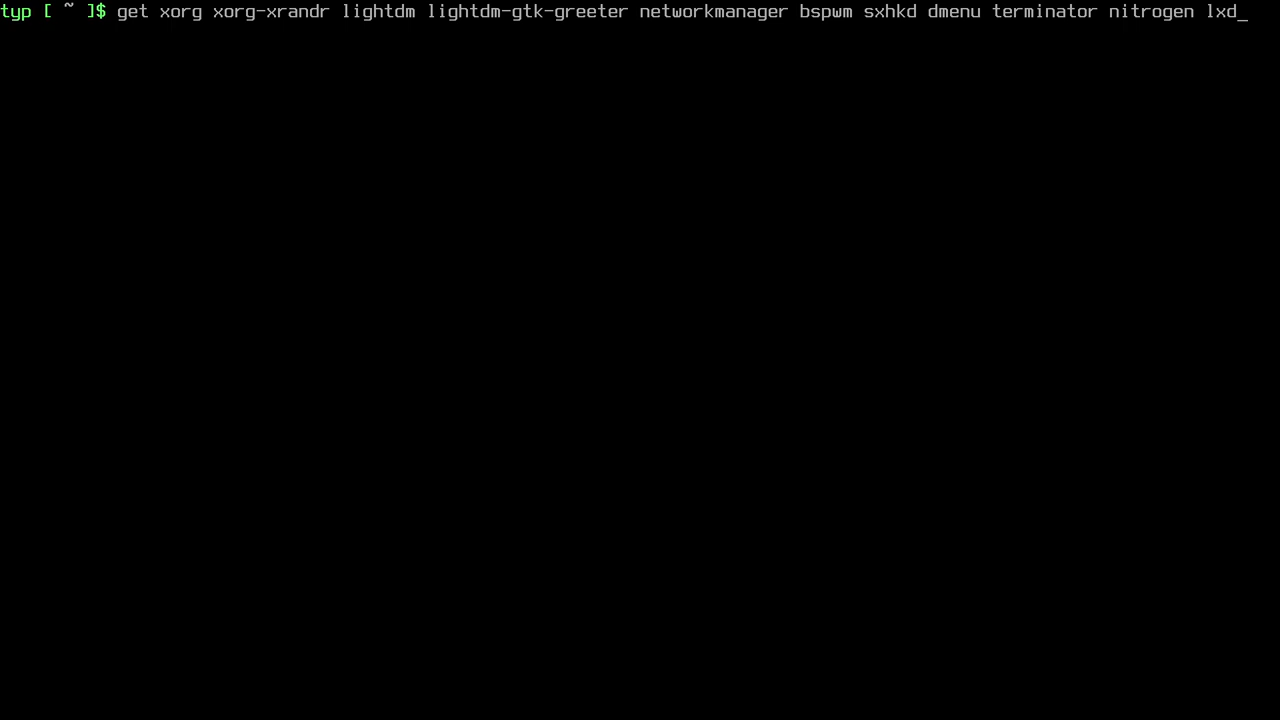 typ [ ~ ]$ get xorg xorg-xrandr lightdm lightdm-gtk-greeter networkmanager bspwm sxhkd dmenu terminator nitrogen lxd_